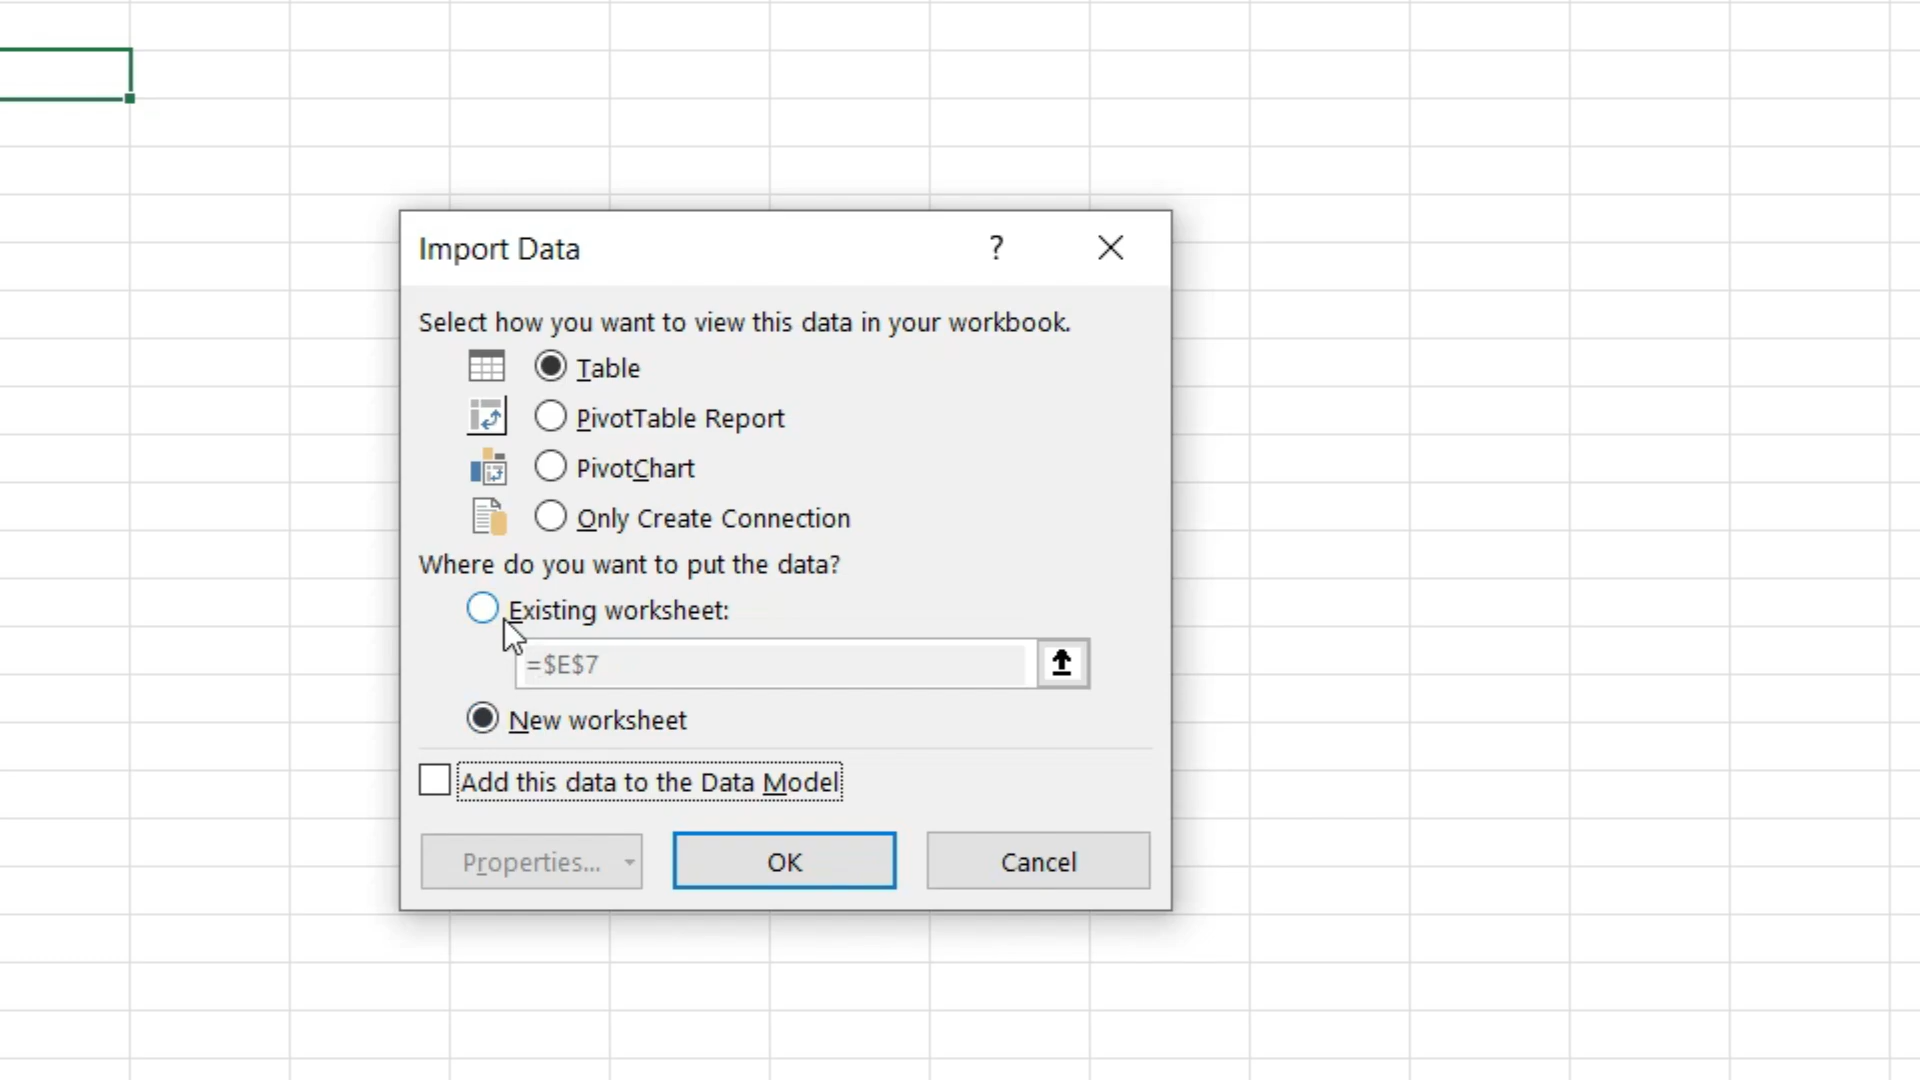 Import Data ?
Select how you want to view this data in your workbook.
Table
PivotTable Report
PivotChart
Only Create Connection
Where do you want to put the data?
Existing worksheet:
=$E$7
New worksheet
Add this data to the Data Model
Properties... OK Cancel